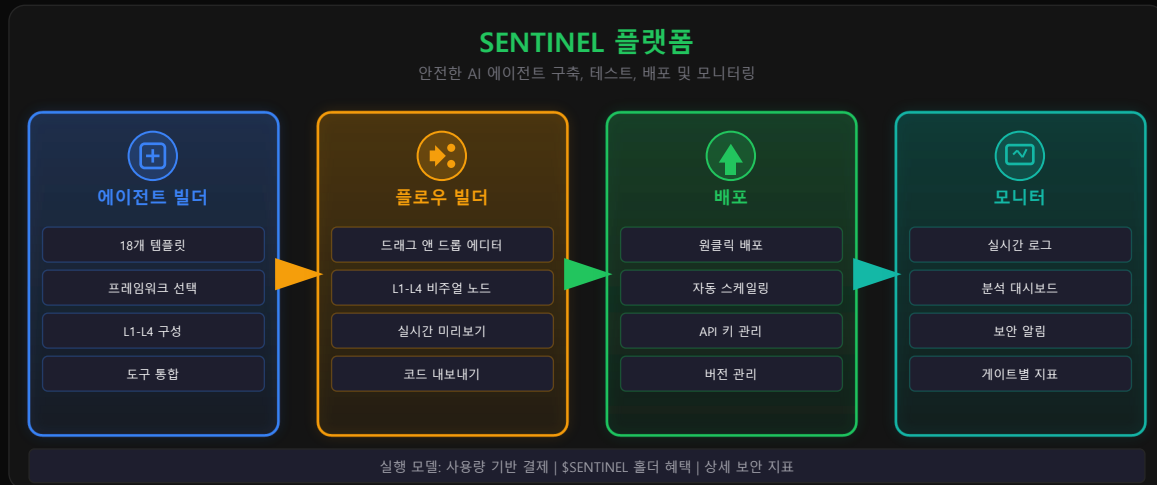 SENTINEL 플랫폼
안전한 AI 에이전트 구축, 테스트, 배포 및 모니터링
에이전트 빌더
18개 템플릿
프레임워크 선택
L1-L4 구성
도구 통합
플로우 빌더
드래그 앤 드롭 에디터
L1-L4 비주얼 노드
실시간 미리보기
코드 내보내기
배포
원클릭 배포
자동 스케일링
API 키 관리
버전 관리
모니터
실시간 로그
분석 대시보드
보안 알림
게이트별 지표
실행 모델: 사용량 기반 결제 | $SENTINEL 홀더 혜택 | 상세 보안 지표